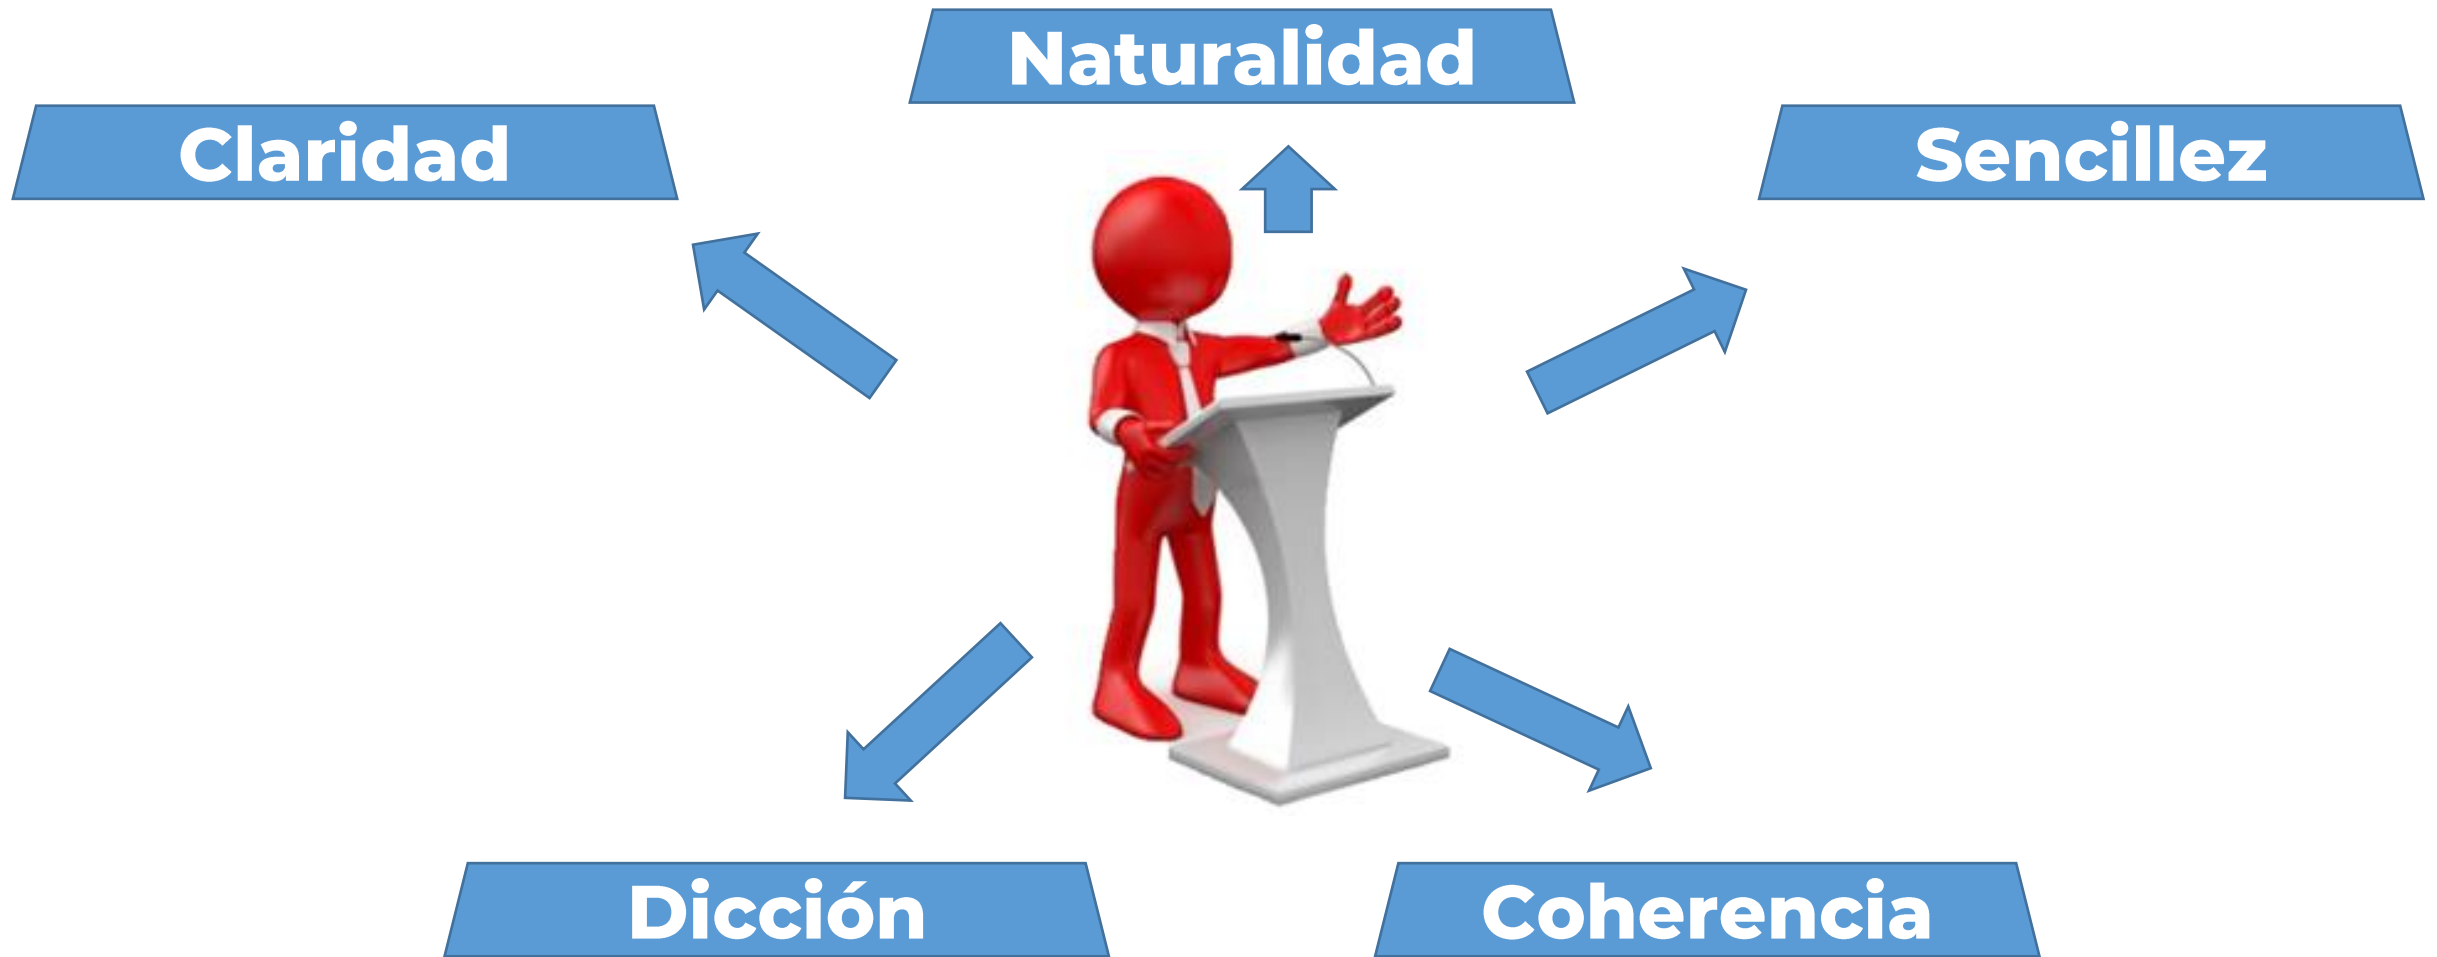 Naturalidad
Claridad
Sencillez
Dicción
Coherencia